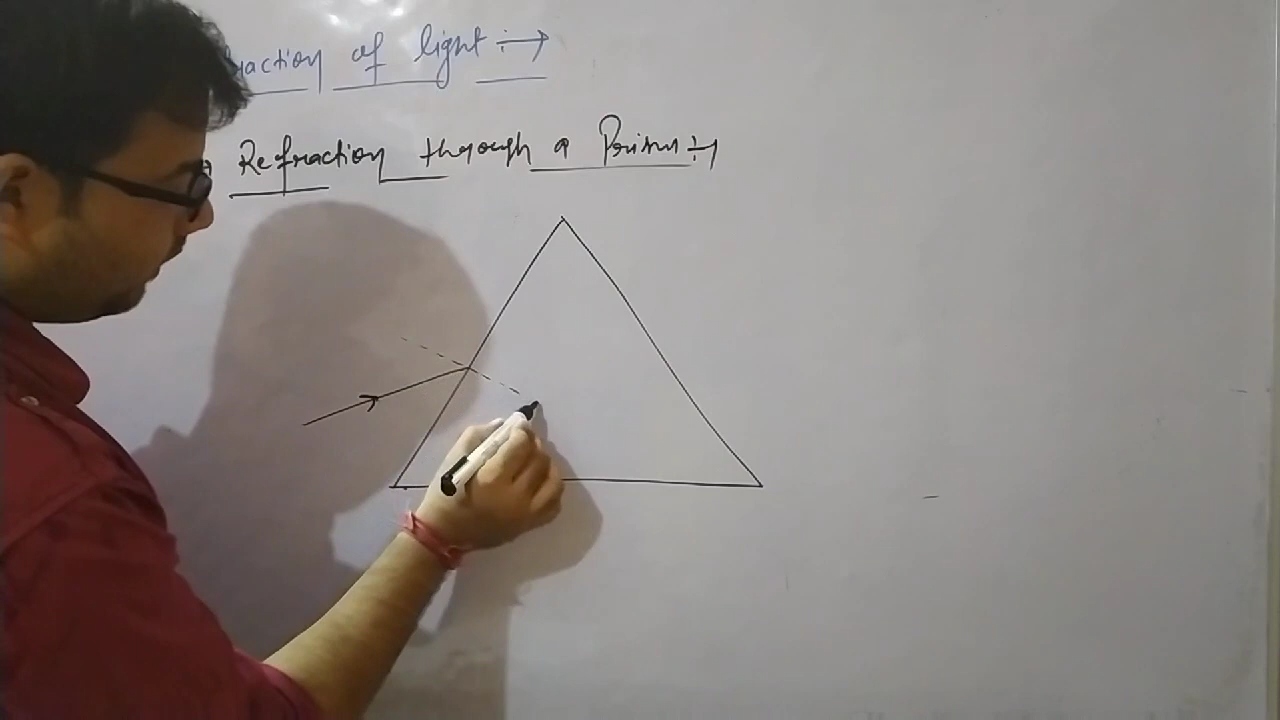 raction of light :→
Refraction through a Prism :→